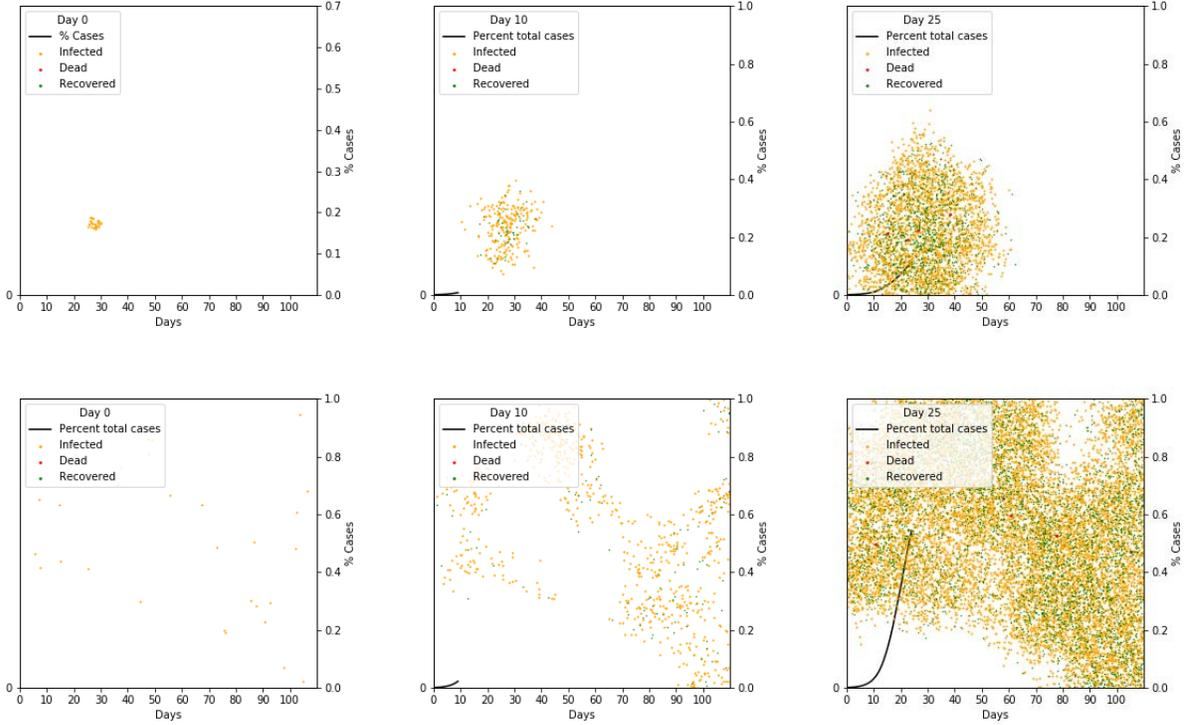 Day 0
% Cases
Infected
Dead
Recovered
0.7
0.6
0.5
0.4
0.3
0.2
0.1
0.0
% Cases
0
0 10 20 30 40 50 60 70 80 90 100
Days
Day 10
Percent total cases
Infected
Dead
Recovered
1.0
0.8
0.6
0.4
0.2
0.0
% Cases
0
0 10 20 30 40 50 60 70 80 90 100
Days
Day 25
Percent total cases
Infected
Dead
Recovered
1.0
0.8
0.6
0.4
0.2
0.0
% Cases
0
0 10 20 30 40 50 60 70 80 90 100
Days
Day 0
Percent total cases
Infected
Dead
Recovered
1.0
0.8
0.6
0.4
0.2
0.0
% Cases
0
0 10 20 30 40 50 60 70 80 90 100
Days
Day 10
Percent total cases
Infected
Dead
Recovered
1.0
0.8
0.6
0.4
0.2
0.0
% Cases
0
0 10 20 30 40 50 60 70 80 90 100
Days
Day 25
Percent total cases
Infected
Dead
Recovered
1.0
0.8
0.6
0.4
0.2
0.0
% Cases
0
0 10 20 30 40 50 60 70 80 90 100
Days